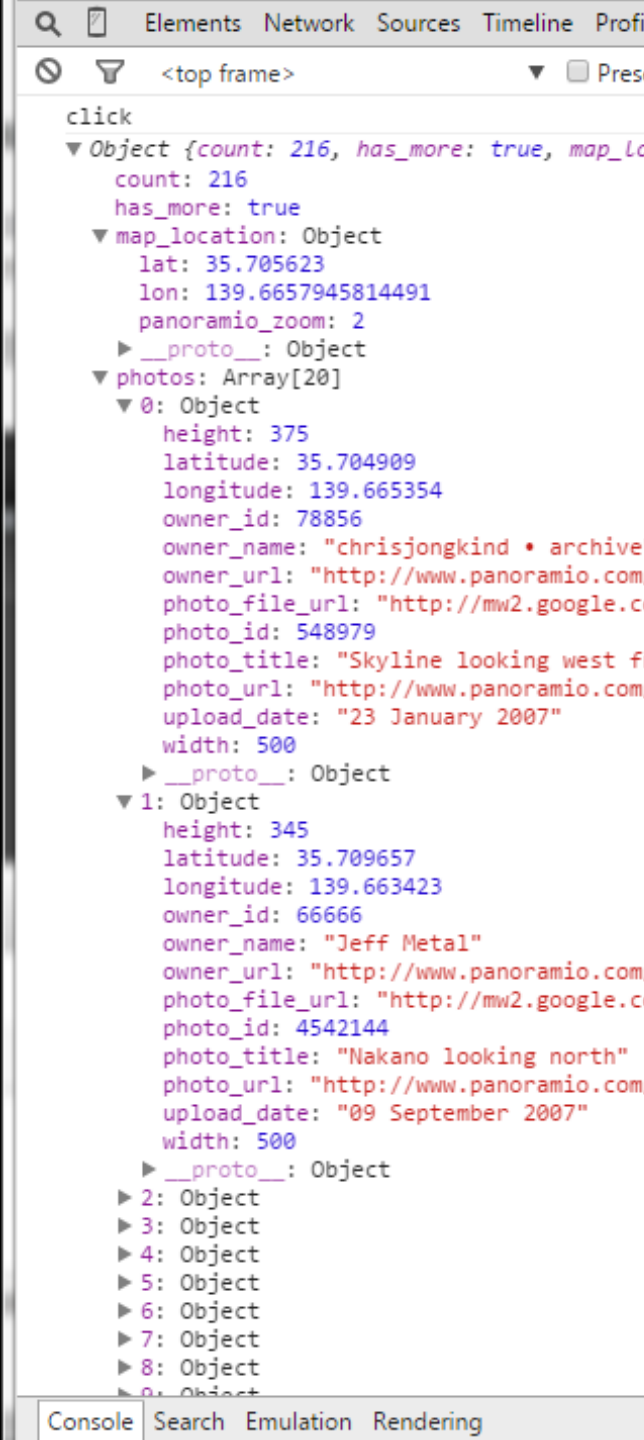 Elements Network Sources Timeline Profi
<top frame> ▼ Pres
click
▼ Object {count: 216, has_more: true, map_lo
count: 216
has_more: true
▼ map_location: Object
lat: 35.705623
lon: 139.6657945814491
panoramio_zoom: 2
▶ __proto__: Object
▼ photos: Array[20]
▼ 0: Object
height: 375
latitude: 35.704909
longitude: 139.665354
owner_id: 78856
owner_name: "chrisjongkind • archive
owner_url: "http://www.panoramio.com
photo_file_url: "http://mw2.google.c
photo_id: 548979
photo_title: "Skyline looking west f
photo_url: "http://www.panoramio.com
upload_date: "23 January 2007"
width: 500
▶ __proto__: Object
▼ 1: Object
height: 345
latitude: 35.709657
longitude: 139.663423
owner_id: 66666
owner_name: "Jeff Metal"
owner_url: "http://www.panoramio.com
photo_file_url: "http://mw2.google.c
photo_id: 4542144
photo_title: "Nakano looking north"
photo_url: "http://www.panoramio.com
upload_date: "09 September 2007"
width: 500
▶ __proto__: Object
▶ 2: Object
▶ 3: Object
▶ 4: Object
▶ 5: Object
▶ 6: Object
▶ 7: Object
▶ 8: Object
▶ 9: Object
Console Search Emulation Rendering